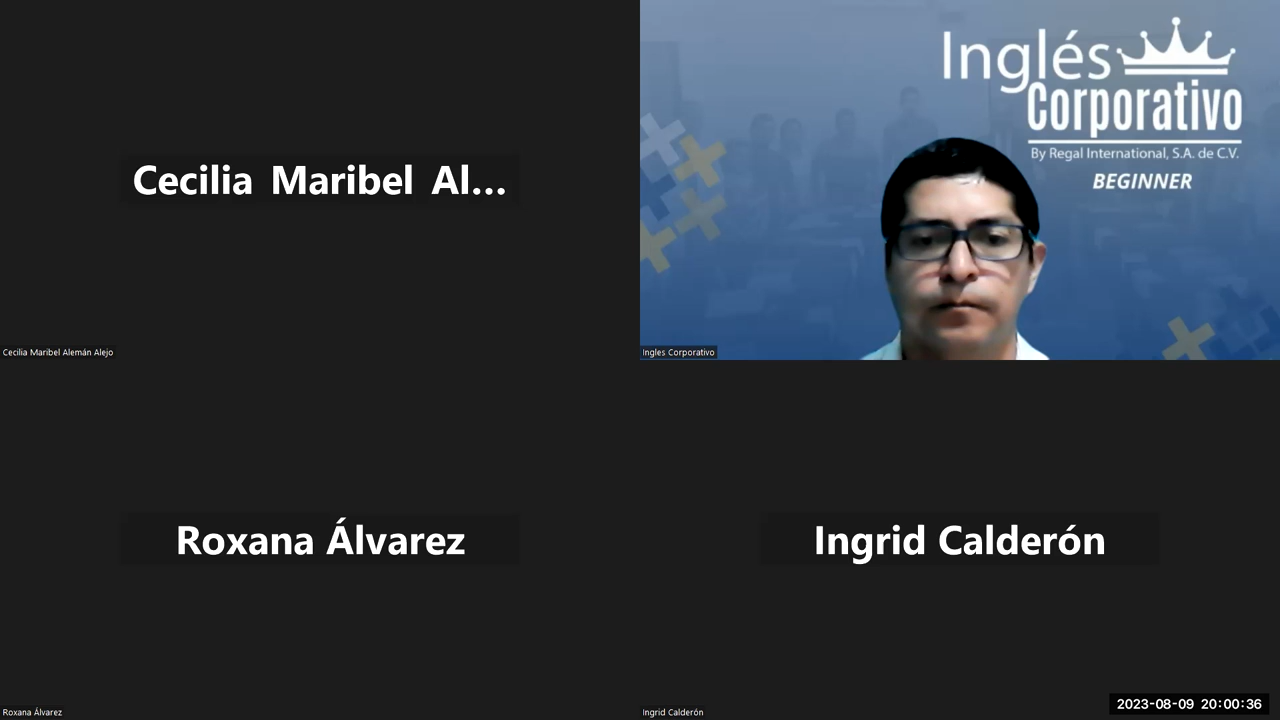 Cecilia Maribel Al...
Cecilia Maribel Alemán Alejo
Inglés
Corporativo
By Regal International, S.A. de C.V.
BEGINNER
Ingles Corporativo
Roxana Álvarez
Roxana Álvarez
Ingrid Calderón
Ingrid Calderón
2023-08-09 20:00:36